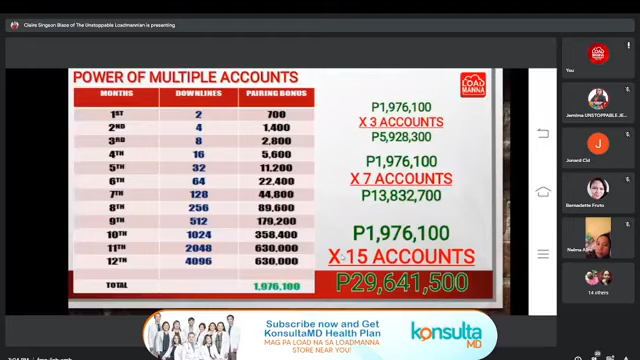 Claire Singson Blaze of The Unstoppable Loadmannian is presenting
POWER OF MULTIPLE ACCOUNTS
LOAD
MANNA
MONTHS DOWNLINES PAIRING BONUS
1ST 2 700
2ND 4 1,400
3RD 8 2,800
4TH 16 5,600
5TH 32 11,200
6TH 64 22,400
7TH 128 44,800
8TH 256 89,600
9TH 512 179,200
10TH 1024 358,400
11TH 2048 630,000
12TH 4096 630,000
TOTAL 1,976,100
P1,976,100
X 3 ACCOUNTS
P5,928,300
P1,976,100
X 7 ACCOUNTS
P13,832,700
P1,976,100
X 15 ACCOUNTS
P29,641,500
LOAD
MANNA
You
Jemima UNSTOPPABLE JE...
J
Junard Cld
Bernadette Fruto
14 others
Subscribe now and Get
KonsultaMD Health Plan
MAG PA LOAD NA SA LOADMANNA
STORE NEAR YOU!
konsulta
MD